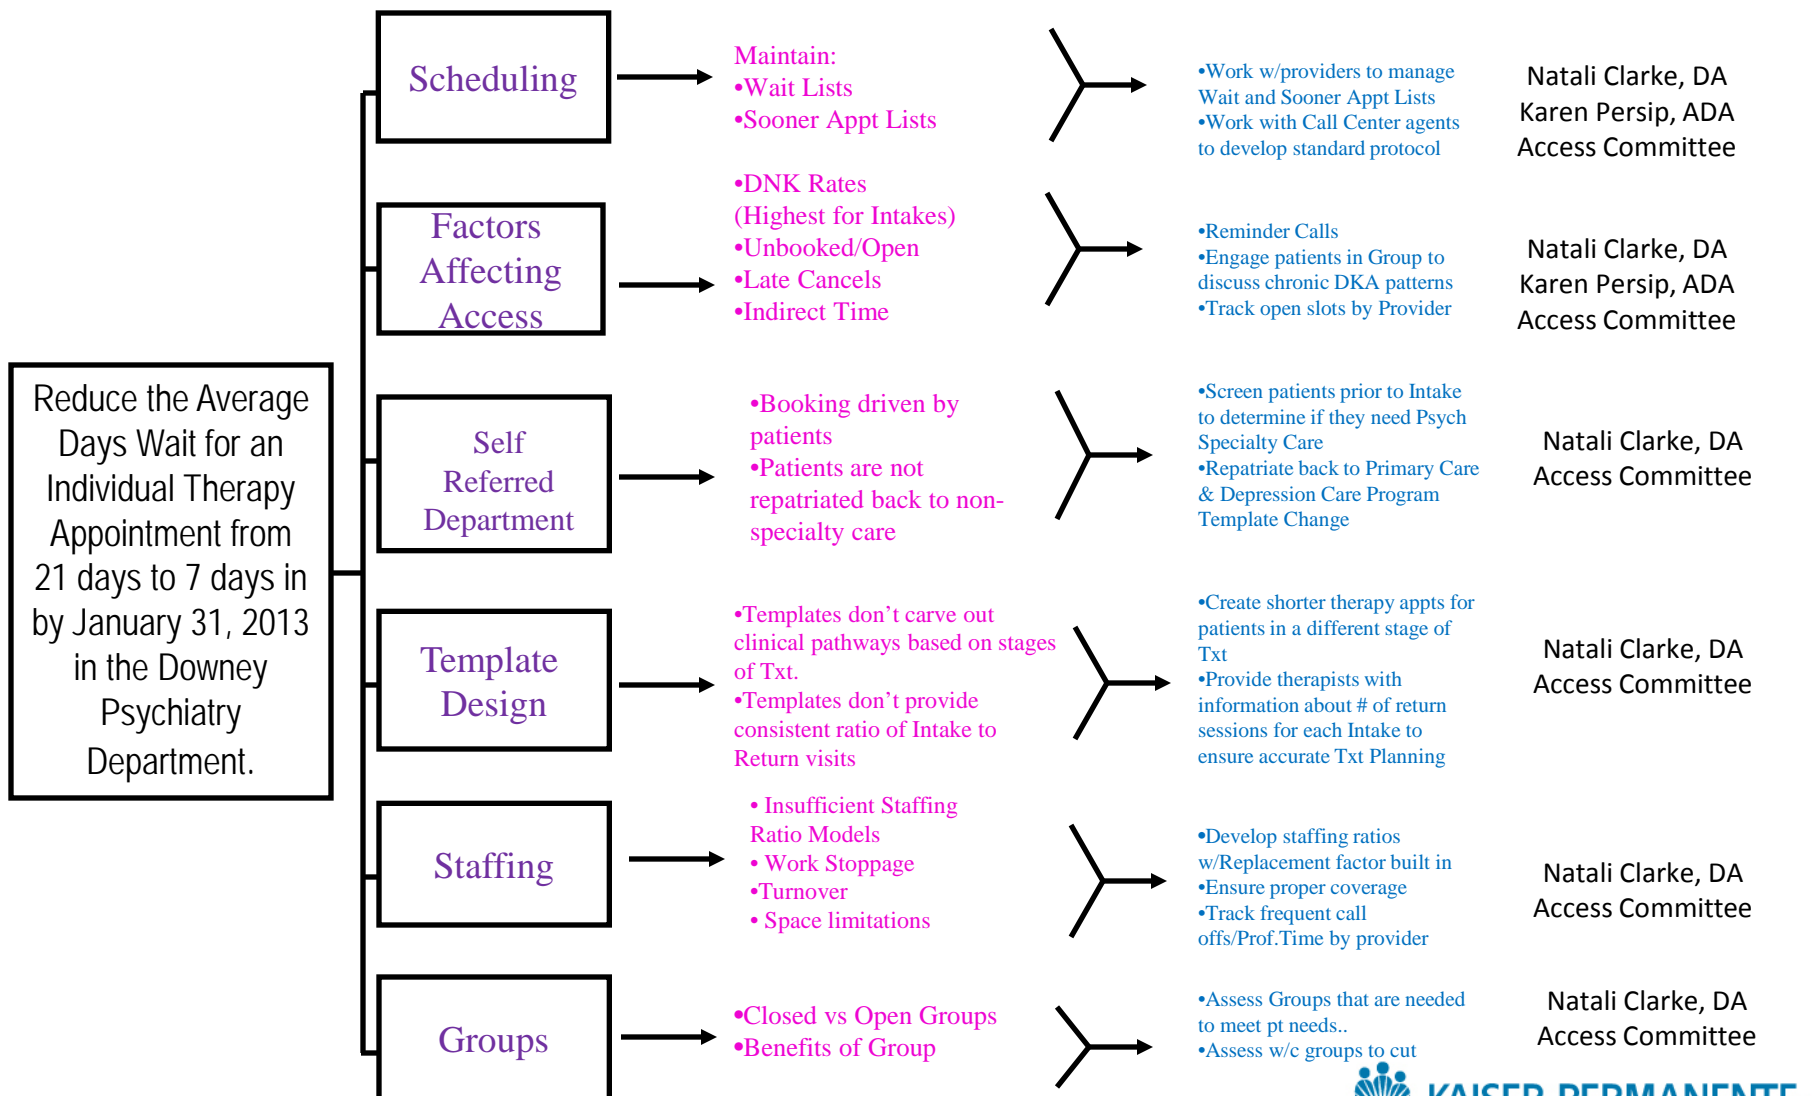 Reduce the Average
Days Wait for an
Individual Therapy
Appointment from
21 days to 7 days in
by January 31, 2013
in the Downey
Psychiatry
Department.
Scheduling
Maintain:
•Wait Lists
•Sooner Appt Lists
•Work w/providers to manage
Wait and Sooner Appt Lists
•Work with Call Center agents
to develop standard protocol
Natali Clarke, DA
Karen Persip, ADA
Access Committee
Factors
Affecting
Access
•DNK Rates
(Highest for Intakes)
•Unbooked/Open
•Late Cancels
•Indirect Time
•Reminder Calls
•Engage patients in Group to
discuss chronic DKA patterns
•Track open slots by Provider
Natali Clarke, DA
Karen Persip, ADA
Access Committee
Self
Referred
Department
•Booking driven by
patients
•Patients are not
repatriated back to non-
specialty care
•Screen patients prior to Intake
to determine if they need Psych
Specialty Care
•Repatriate back to Primary Care
& Depression Care Program
Template Change
Natali Clarke, DA
Access Committee
Template
Design
•Templates don’t carve out
clinical pathways based on stages
of Txt.
•Templates don’t provide
consistent ratio of Intake to
Return visits
•Create shorter therapy appts for
patients in a different stage of
Txt
•Provide therapists with
information about # of return
sessions for each Intake to
ensure accurate Txt Planning
Natali Clarke, DA
Access Committee
Staffing
• Insufficient Staffing
Ratio Models
• Work Stoppage
•Turnover
• Space limitations
•Develop staffing ratios
w/Replacement factor built in
•Ensure proper coverage
•Track frequent call
offs/Prof.Time by provider
Natali Clarke, DA
Access Committee
Groups
•Closed vs Open Groups
•Benefits of Group
•Assess Groups that are needed
to meet pt needs..
•Assess w/c groups to cut
Natali Clarke, DA
Access Committee
KAISER PERMANENTE